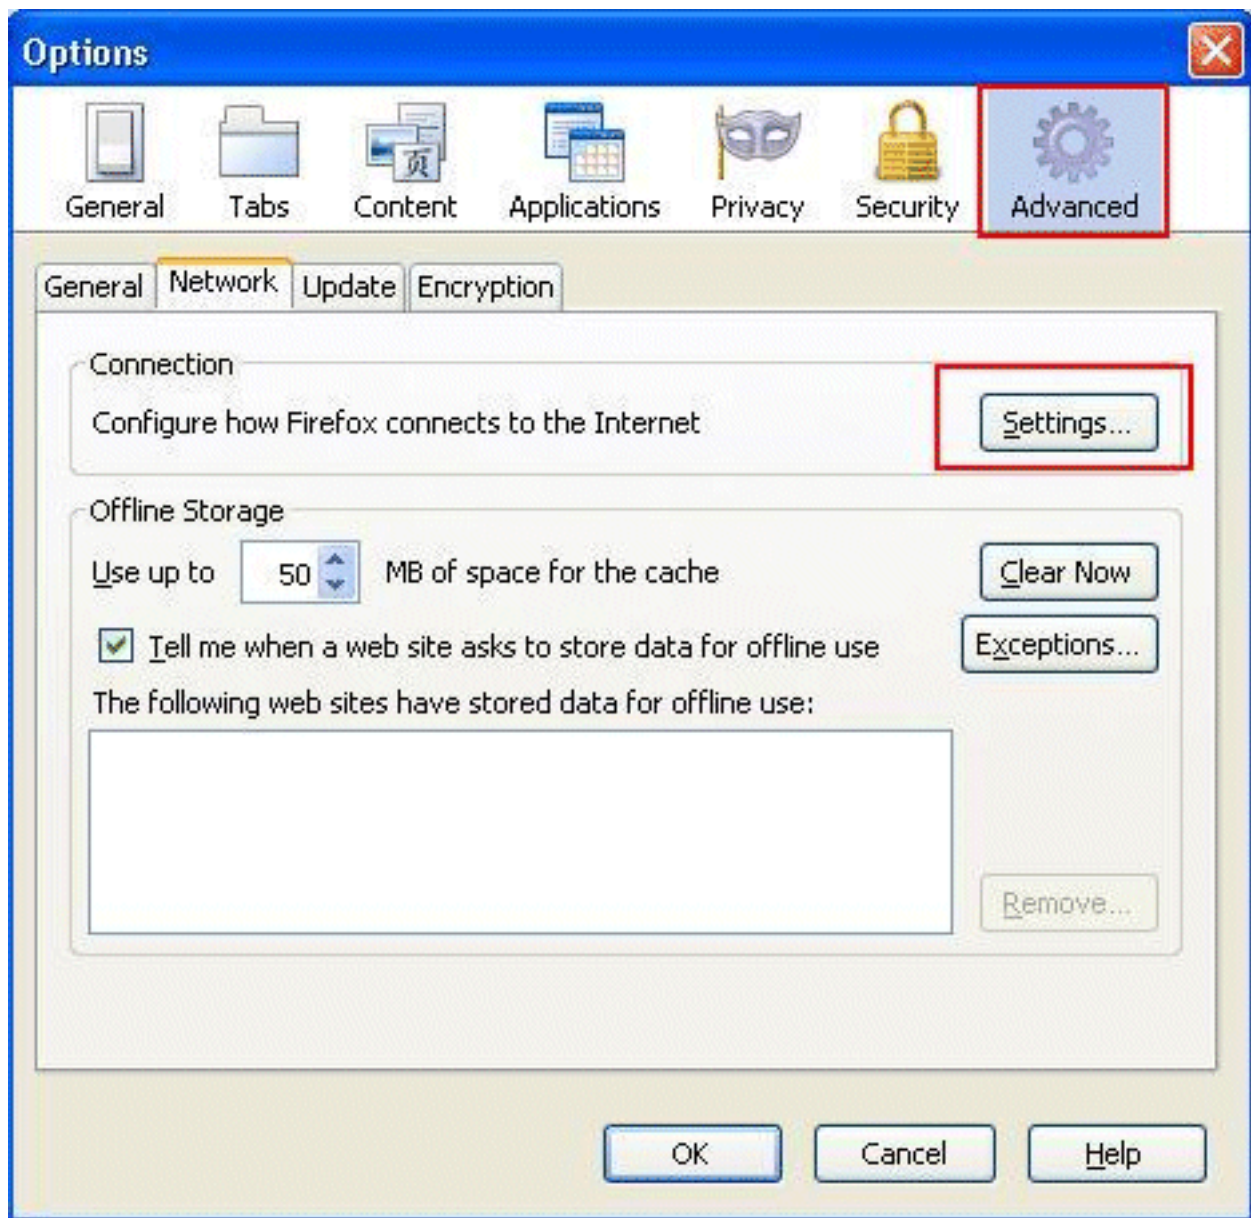 Options
页
General Tabs Content Applications Privacy Security Advanced
General Network Update Encryption
Connection
Configure how Firefox connects to the Internet Settings...
Offline Storage
Use up to 50 MB of space for the cache Clear Now
Tell me when a web site asks to store data for offline use Exceptions...
The following web sites have stored data for offline use:
Remove...
OK Cancel Help